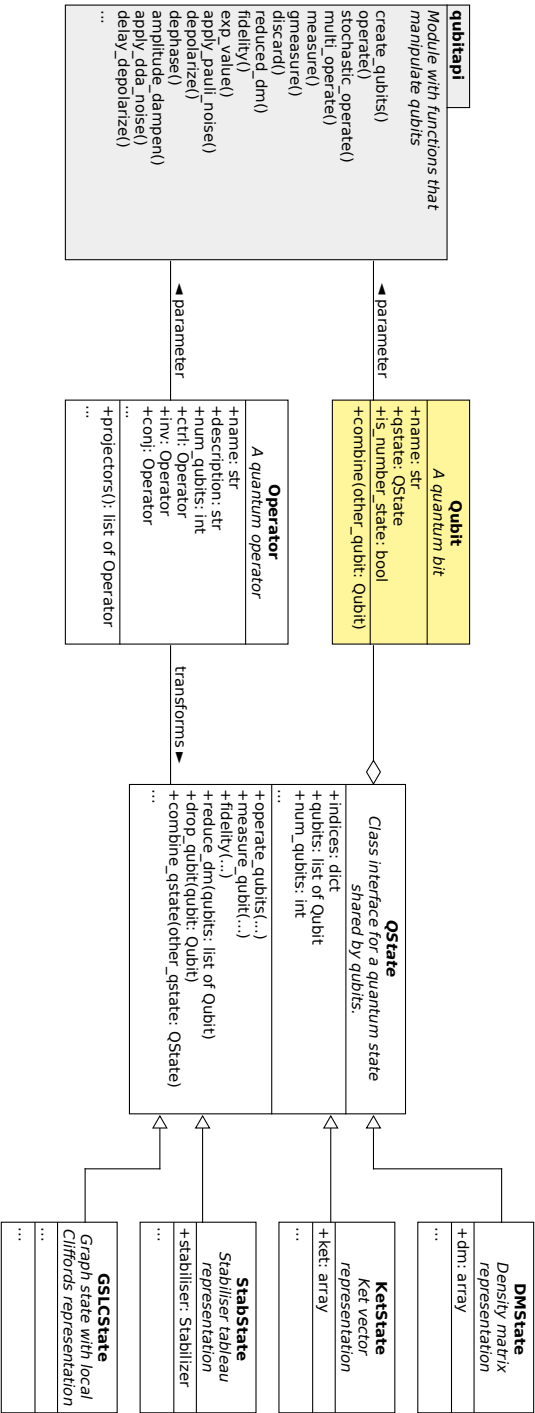 qubitapi
Module with functions that
manipulate qubits
create_qubits()
operate()
stochastic_operate()
multi_operate()
measure()
gmeasure()
discard()
reduced_dm()
fidelity()
exp_value()
apply_pauli_noise()
depolarize()
dephase()
amplitude_dampen()
apply_dda_noise()
delay_depolarize()
...
◄ parameter
◄ parameter
Qubit
A quantum bit
+name: str
+qstate: QState
+is_number_state: bool
+combine(other_qubit: Qubit)
Operator
A quantum operator
+name: str
+description: str
+num_qubits: int
+ctrl: Operator
+inv: Operator
+conj: Operator
...
+projectors(): list of Operator
...
transforms ►
QState
Class interface for a quantum state
shared by qubits.
+indices: dict
+qubits: list of Qubit
+num_qubits: int
...
+operate_qubits(...)
+measure_qubit(...)
+fidelity(...)
+reduce_dm(qubits: list of Qubit)
+drop_qubit(qubit: Qubit)
+combine_qstate(other_qstate: QState)
...
DMState
Density matrix
representation
+dm: array
...
KetState
Ket vector
representation
+ket: array
...
StabState
Stabiliser tableau
representation
+stabiliser: Stabilizer
...
GSLCState
Graph state with local
Cliffords representation
...
...